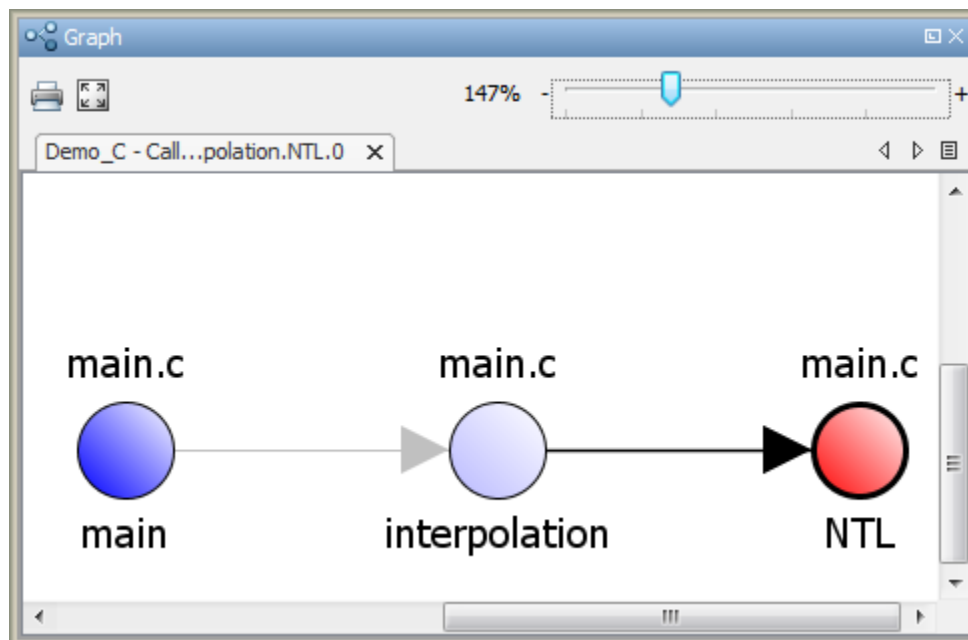 Graph
147% - +
Demo_C - Call...polation.NTL.0
main.c main.c main.c
main interpolation NTL